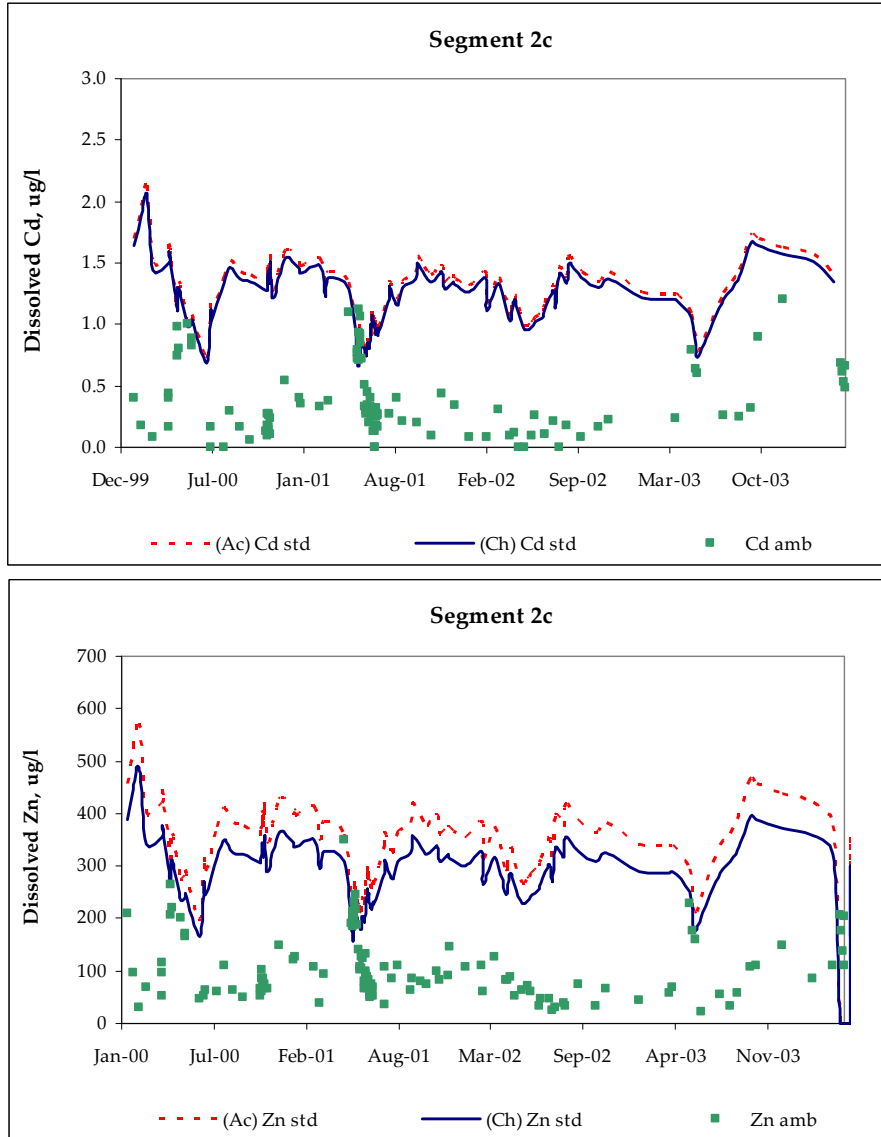 Segment 2c
Dissolved Cd, ug/l
3.0
2.5
2.0
1.5
1.0
0.5
0.0
Dec-99 Jul-00 Jan-01 Aug-01 Feb-02 Sep-02 Mar-03 Oct-03
(Ac) Cd std (Ch) Cd std Cd amb
Segment 2c
Dissolved Zn, ug/l
700
600
500
400
300
200
100
0
Jan-00 Jul-00 Feb-01 Aug-01 Mar-02 Sep-02 Apr-03 Nov-03
(Ac) Zn std (Ch) Zn std Zn amb